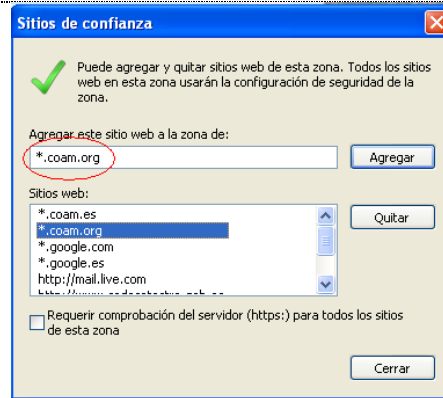 Sitios de confianza
Puede agregar y quitar sitios web de esta zona. Todos los sitios
web en esta zona usarán la configuración de seguridad de la
zona.
Agregar este sitio web a la zona de:
*.coam.org
Agregar
Sitios web:
*.coam.es
*.coam.org
*.google.com
*.google.es
http://mail.live.com
Quitar
Requerir comprobación del servidor (https:) para todos los sitios
de esta zona
Cerrar